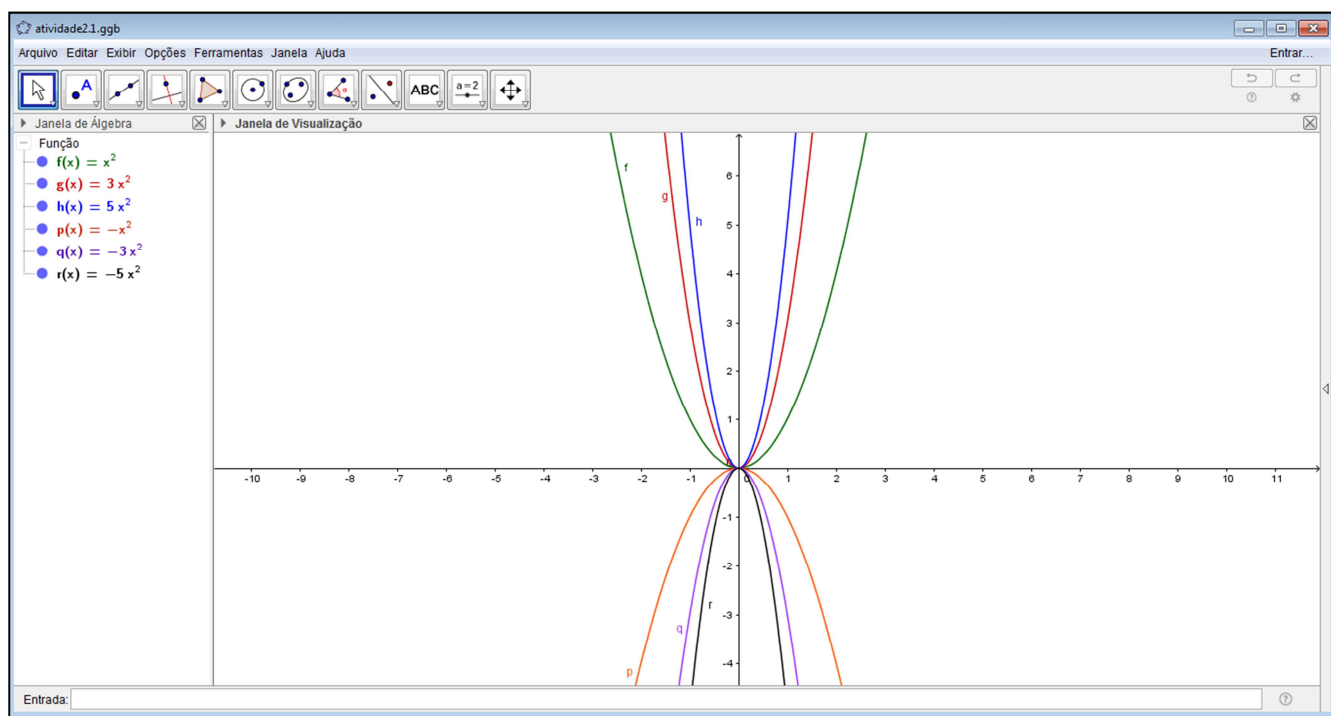 atividade2.1.ggb
Arquivo Editar Exibir Opções Ferramentas Janela Ajuda
Entrar...
A
α
ABC
a=2
Janela de Álgebra
Janela de Visualização
Função
f(x) = x²
g(x) = 3 x²
h(x) = 5 x²
p(x) = −x²
q(x) = −3 x²
r(x) = −5 x²
f
g
h
6
5
4
3
2
1
-10 -9 -8 -7 -6 -5 -4 -3 -2 -1 0 1 2 3 4 5 6 7 8 9 10 11
-1
-2
-3
-4
r
q
p
Entrada: